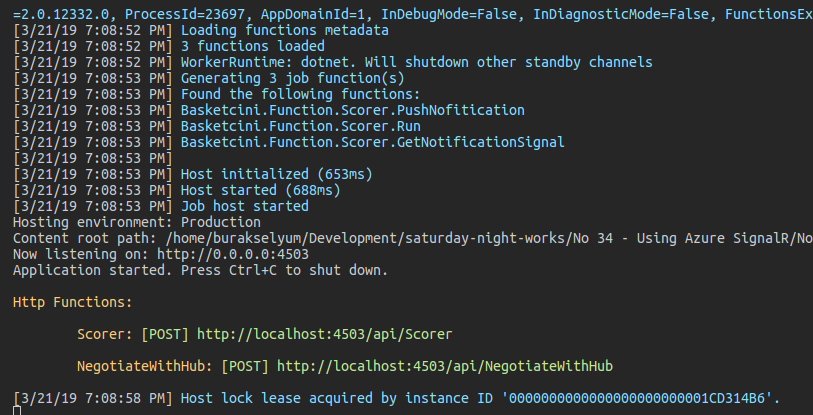 =2.0.12332.0, ProcessId=23697, AppDomainId=1, InDebugMode=False, InDiagnosticMode=False, FunctionsEx
[3/21/19 7:08:52 PM] Loading functions metadata
[3/21/19 7:08:52 PM] 3 functions loaded
[3/21/19 7:08:52 PM] WorkerRuntime: dotnet. Will shutdown other standby channels
[3/21/19 7:08:53 PM] Generating 3 job function(s)
[3/21/19 7:08:53 PM] Found the following functions:
[3/21/19 7:08:53 PM] Basketcini.Function.Scorer.PushNofitication
[3/21/19 7:08:53 PM] Basketcini.Function.Scorer.Run
[3/21/19 7:08:53 PM] Basketcini.Function.Scorer.GetNotificationSignal
[3/21/19 7:08:53 PM]
[3/21/19 7:08:53 PM] Host initialized (653ms)
[3/21/19 7:08:53 PM] Host started (688ms)
[3/21/19 7:08:53 PM] Job host started
Hosting environment: Production
Content root path: /home/burakselyum/Development/saturday-night-works/No 34 - Using Azure SignalR/No
Now listening on: http://0.0.0.0:4503
Application started. Press Ctrl+C to shut down.
Http Functions:
Scorer: [POST] http://localhost:4503/api/Scorer
NegotiateWithHub: [POST] http://localhost:4503/api/NegotiateWithHub
[3/21/19 7:08:58 PM] Host lock lease acquired by instance ID '0000000000000000000000001CD314B6'.